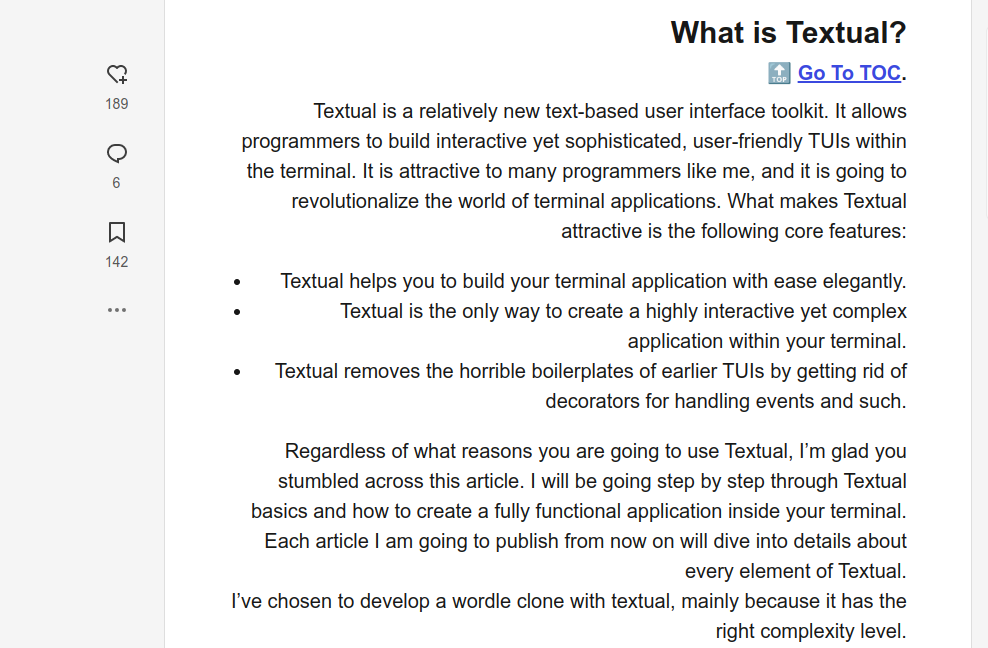 What is Textual?
TOP Go To TOC.
Textual is a relatively new text-based user interface toolkit. It allows
programmers to build interactive yet sophisticated, user-friendly TUIs within
the terminal. It is attractive to many programmers like me, and it is going to
revolutionalize the world of terminal applications. What makes Textual
attractive is the following core features:
• Textual helps you to build your terminal application with ease elegantly.
• Textual is the only way to create a highly interactive yet complex
application within your terminal.
• Textual removes the horrible boilerplates of earlier TUIs by getting rid of
decorators for handling events and such.
Regardless of what reasons you are going to use Textual, I’m glad you
stumbled across this article. I will be going step by step through Textual
basics and how to create a fully functional application inside your terminal.
Each article I am going to publish from now on will dive into details about
every element of Textual.
I’ve chosen to develop a wordle clone with textual, mainly because it has the
right complexity level.
189
6
142